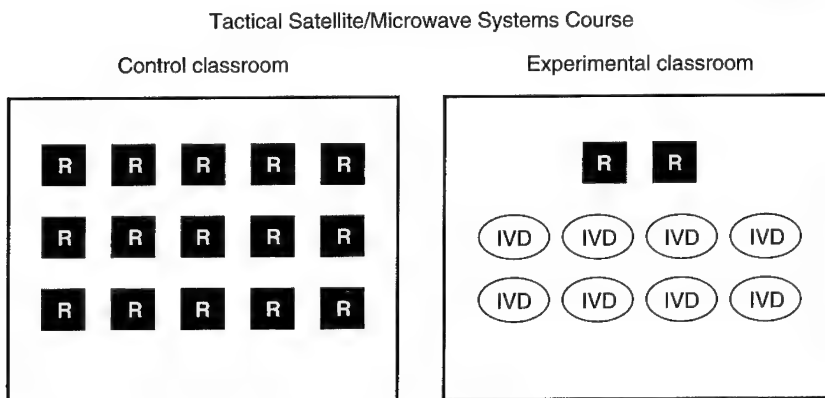 Tactical Satellite/Microwave Systems Course
Control classroom
Experimental classroom
R R R R R
R R R R R
R R R R R
R R
IVD IVD IVD IVD
IVD IVD IVD IVD